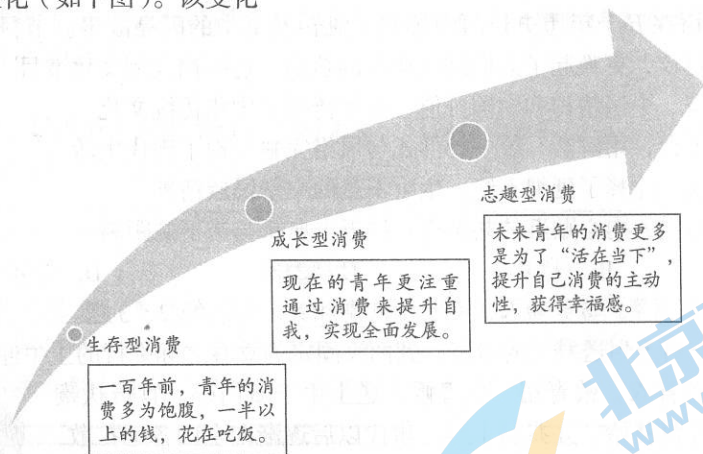 变化（如下图）。该变化
志趣型消费
未来青年的消费更多
是为了“活在当下”，
提升自己消费的主动
性，获得幸福感。
成长型消费
现在的青年更注重
通过消费来提升自
我，实现全面发展。
生存型消费
一百年前，青年的消
费多为饱腹，一半以
上的钱，花在吃饭。
北京
www